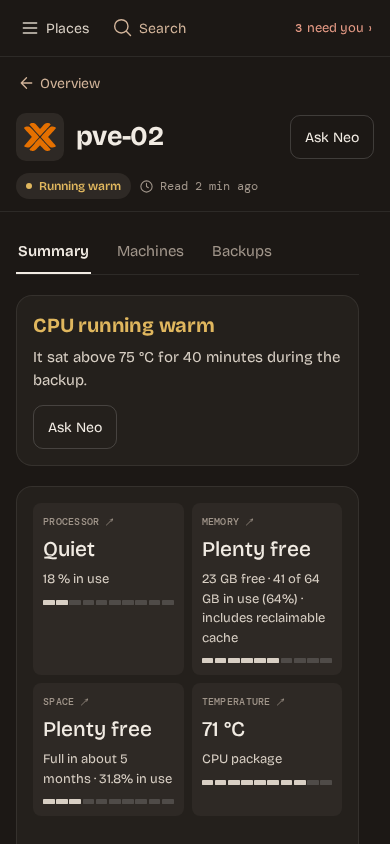 Places
Search
3 need you ›
← Overview
pve-02
Ask Neo
Running warm
Read 2 min ago
Summary
Machines
Backups
CPU running warm
It sat above 75 °C for 40 minutes during the
backup.
Ask Neo
PROCESSOR ↗
Quiet
18 % in use
MEMORY ↗
Plenty free
23 GB free · 41 of 64
GB in use (64%) ·
includes reclaimable
cache
SPACE ↗
Plenty free
Full in about 5
months · 31.8% in use
TEMPERATURE ↗
71 °C
CPU package